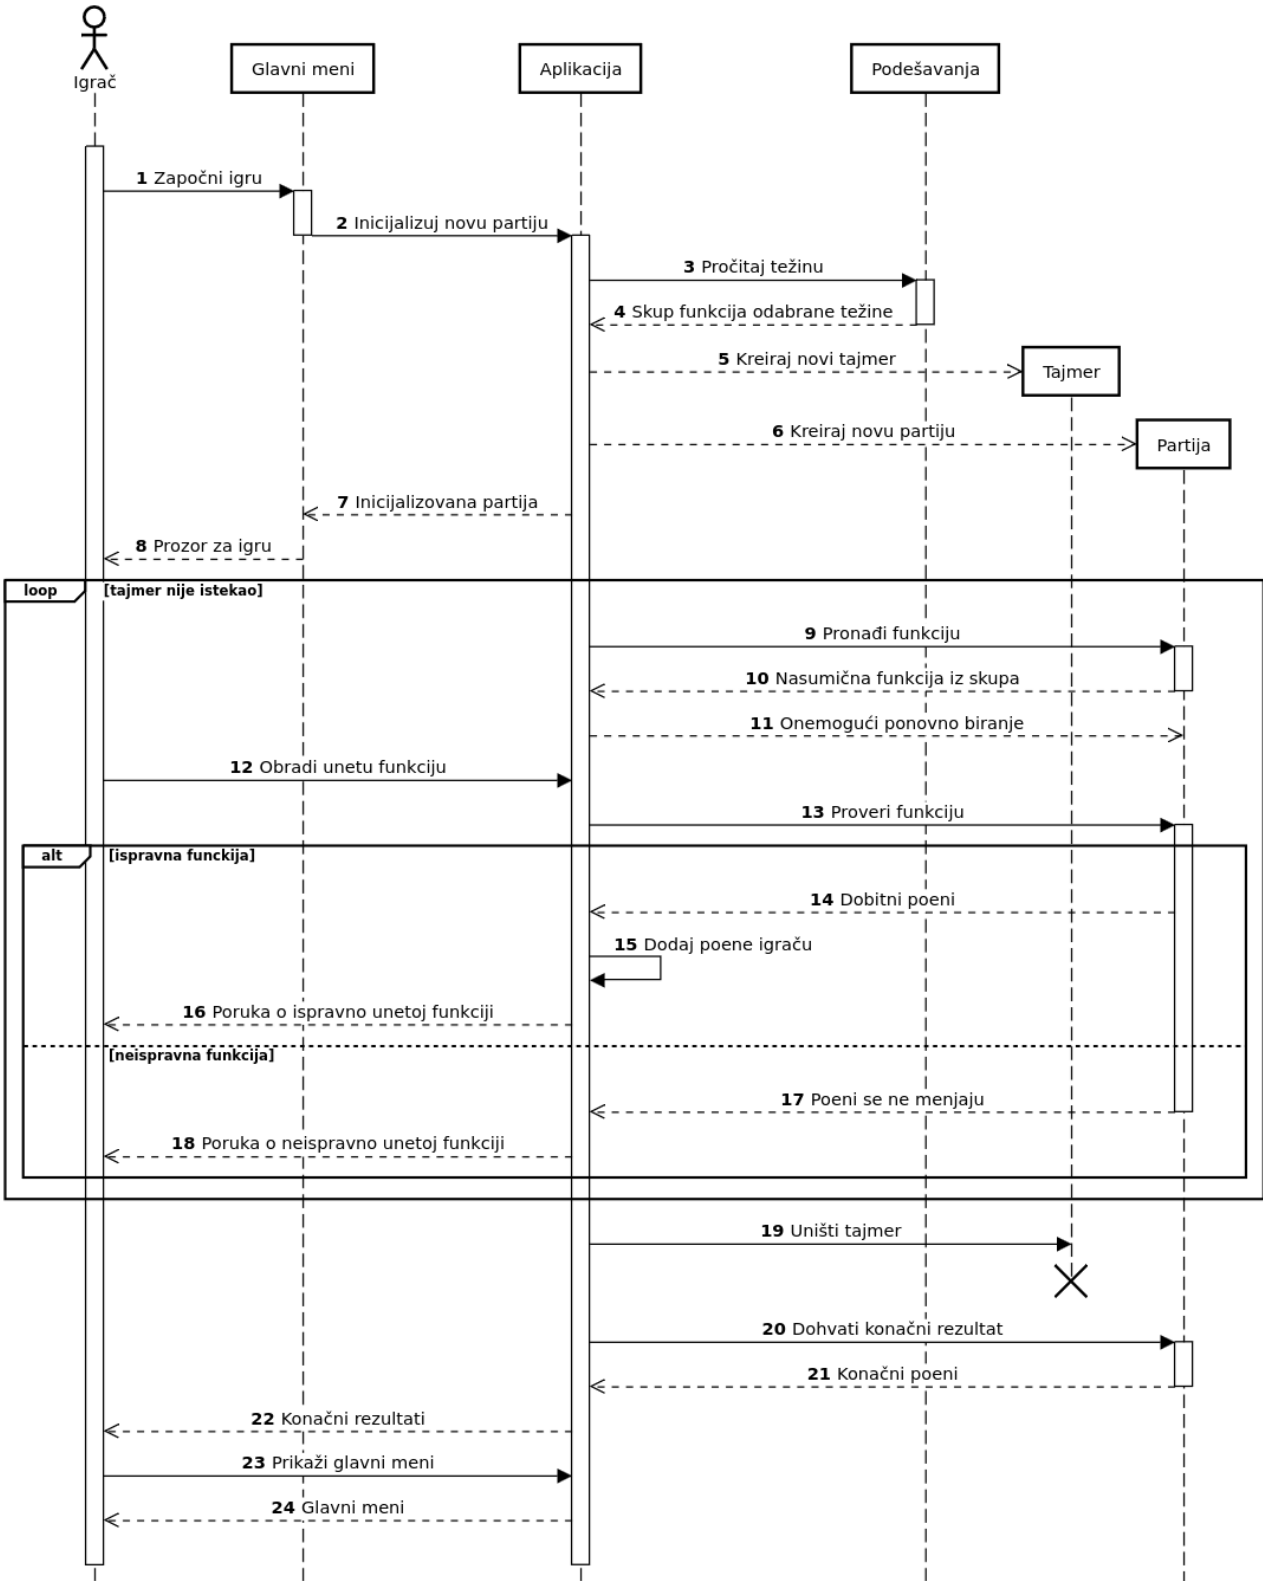 Igrač
Glavni meni
Aplikacija
Podešavanja
1 Započni igru
2 Inicijalizuj novu partiju
3 Pročitaj težinu
4 Skup funkcija odabrane težine
5 Kreiraj novi tajmer
Tajmer
6 Kreiraj novu partiju
Partija
7 Inicijalizovana partija
8 Prozor za igru
loop [tajmer nije istekao]
9 Pronađi funkciju
10 Nasumična funkcija iz skupa
11 Onemogući ponovno biranje
12 Obradi unetu funkciju
13 Proveri funkciju
alt [ispravna funckija]
14 Dobitni poeni
15 Dodaj poene igraču
16 Poruka o ispravno unetoj funkciji
[neispravna funkcija]
17 Poeni se ne menjaju
18 Poruka o neispravno unetoj funkciji
19 Uništi tajmer
20 Dohvati konačni rezultat
21 Konačni poeni
22 Konačni rezultati
23 Prikaži glavni meni
24 Glavni meni